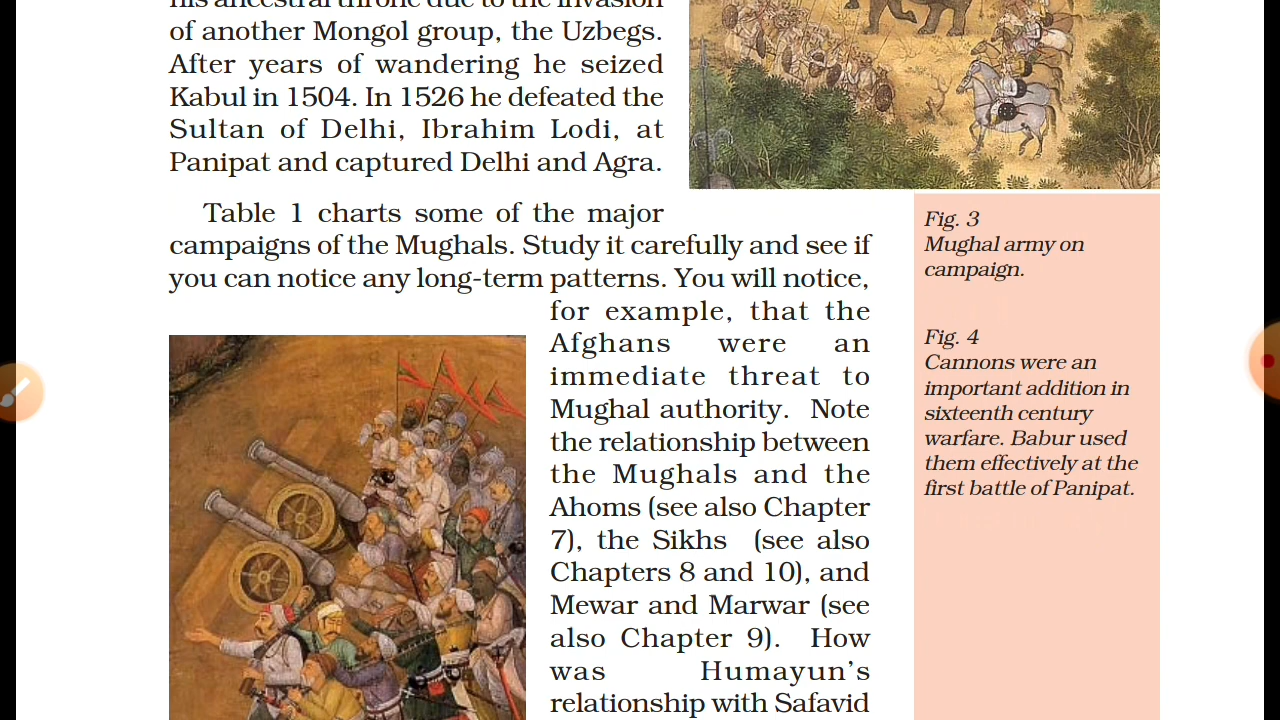 his ancestral throne due to the invasion
of another Mongol group, the Uzbegs.
After years of wandering he seized
Kabul in 1504. In 1526 he defeated the
Sultan of Delhi, Ibrahim Lodi, at
Panipat and captured Delhi and Agra.
Table 1 charts some of the major
campaigns of the Mughals. Study it carefully and see if
you can notice any long-term patterns. You will notice,
for example, that the
Afghans were an
immediate threat to
Mughal authority. Note
the relationship between
the Mughals and the
Ahoms (see also Chapter
7), the Sikhs (see also
Chapters 8 and 10), and
Mewar and Marwar (see
also Chapter 9). How
was Humayun's
relationship with Safavid
Fig. 3
Mughal army on
campaign.
Fig. 4
Cannons were an
important addition in
sixteenth century
warfare. Babur used
them effectively at the
first battle of Panipat.